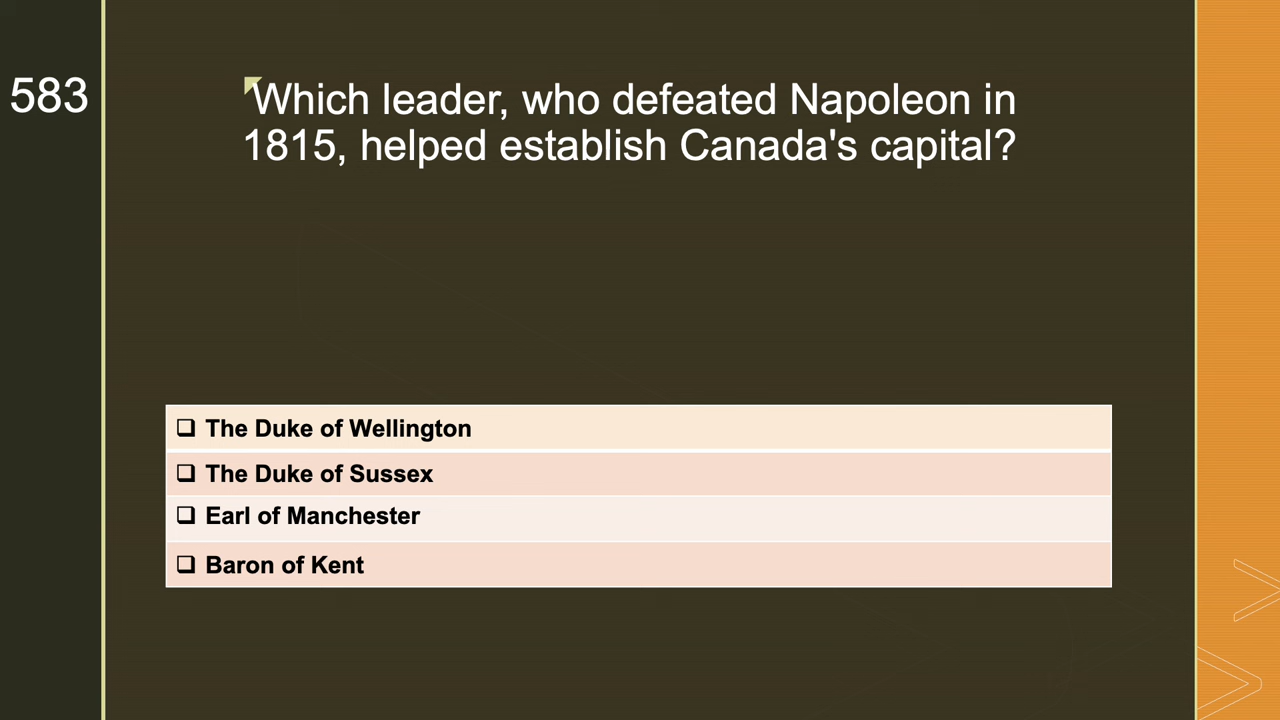 583
Which leader, who defeated Napoleon in
1815, helped establish Canada's capital?
❑ The Duke of Wellington
❑ The Duke of Sussex
❑ Earl of Manchester
❑ Baron of Kent